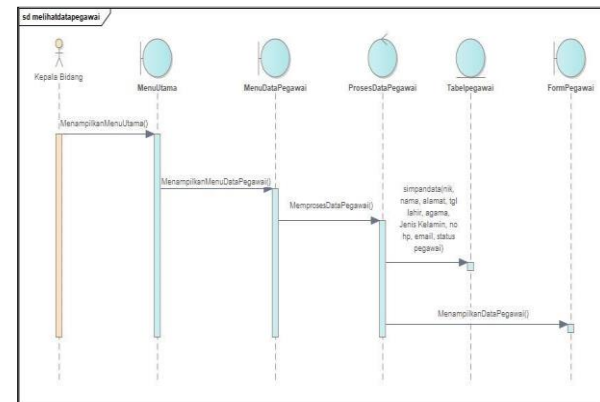 sd melihatdatapegawai
Kepala Bidang
MenuUtama
MenuDataPegawai
ProsesDataPegawai
Tabelpegawai
FormPegawai
MenampilkanMenuUtama()
MenampilkanMenuDataPegawai()
MemprosesDataPegawai()
simpandata(nik,
nama, alamat, tgl
lahir, agama,
Jenis Kelamin, no
hp, email, status
pegawai)
MenampilkanDataPegawai()